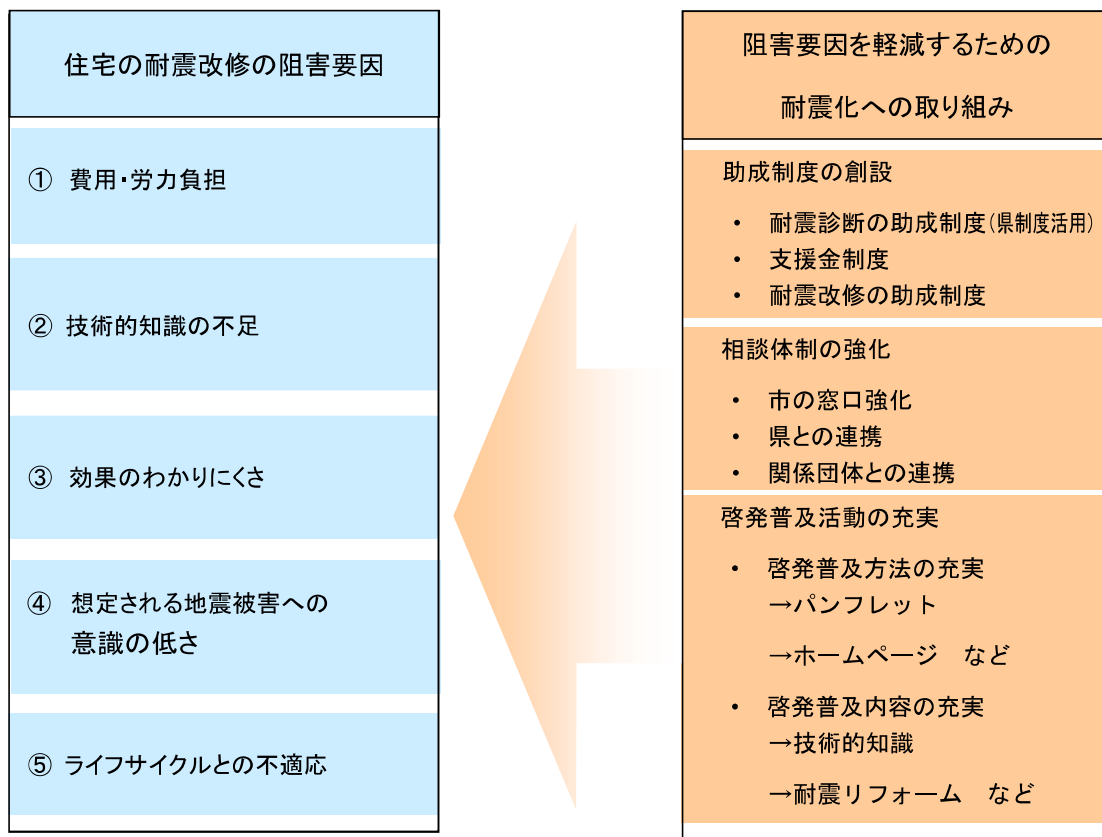 住宅の耐震改修の阻害要因
① 費用・労力負担
② 技術的知識の不足
③ 効果のわかりにくさ
④ 想定される地震被害への
意識の低さ
⑤ ライフサイクルとの不適応
阻害要因を軽減するための
耐震化への取り組み
助成制度の創設
・ 耐震診断の助成制度(県制度活用)
・ 支援金制度
・ 耐震改修の助成制度
相談体制の強化
・ 市の窓口強化
・ 県との連携
・ 関係団体との連携
啓発普及活動の充実
・ 啓発普及方法の充実
→パンフレット
→ホームページ など
・ 啓発普及内容の充実
→技術的知識
→耐震リフォーム など